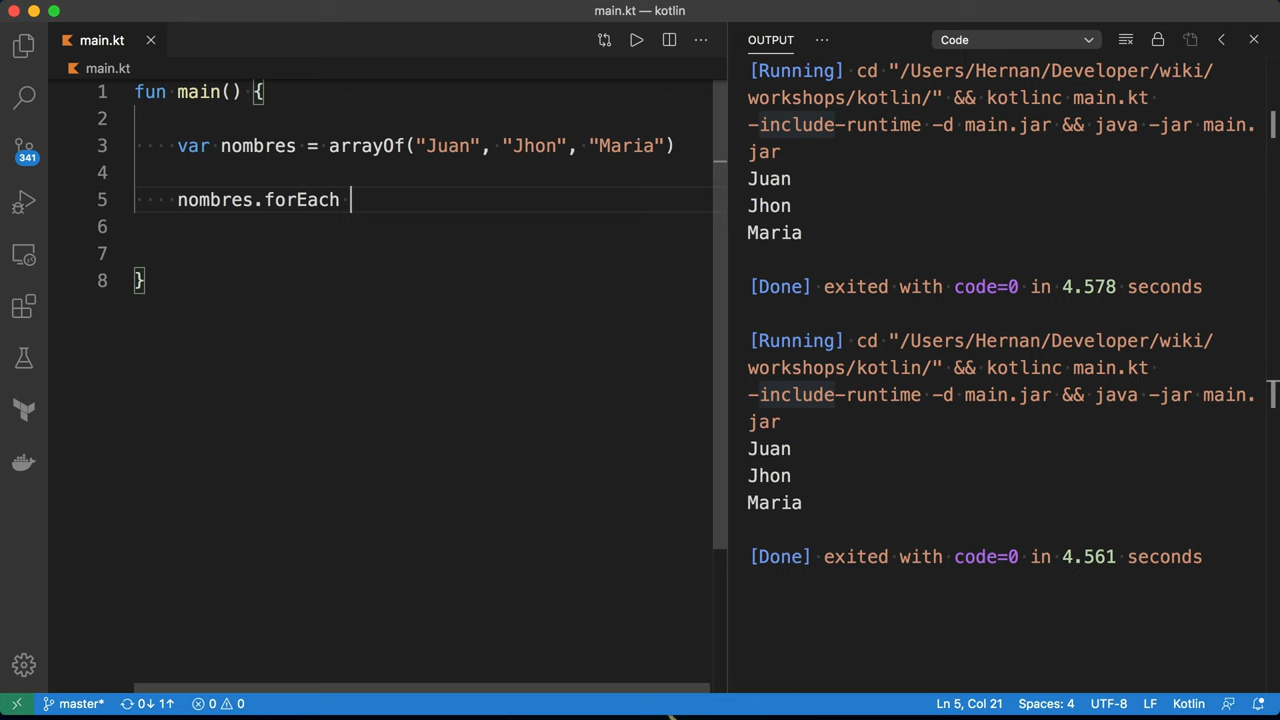 main.kt — kotlin
main.kt
OUTPUT
Code
main.kt
1 fun main() {
2
3 var nombres = arrayOf("Juan", "Jhon", "Maria")
4
5 nombres.forEach
6
7
8 }
[Running] cd "/Users/Hernan/Developer/wiki/
workshops/kotlin/" && kotlinc main.kt
-include-runtime -d main.jar && java -jar main.
jar
Juan
Jhon
Maria
[Done] exited with code=0 in 4.578 seconds
[Running] cd "/Users/Hernan/Developer/wiki/
workshops/kotlin/" && kotlinc main.kt
-include-runtime -d main.jar && java -jar main.
jar
Juan
Jhon
Maria
[Done] exited with code=0 in 4.561 seconds
341
master* 0↓ 1↑ 0 0 Ln 5, Col 21 Spaces: 4 UTF-8 LF Kotlin